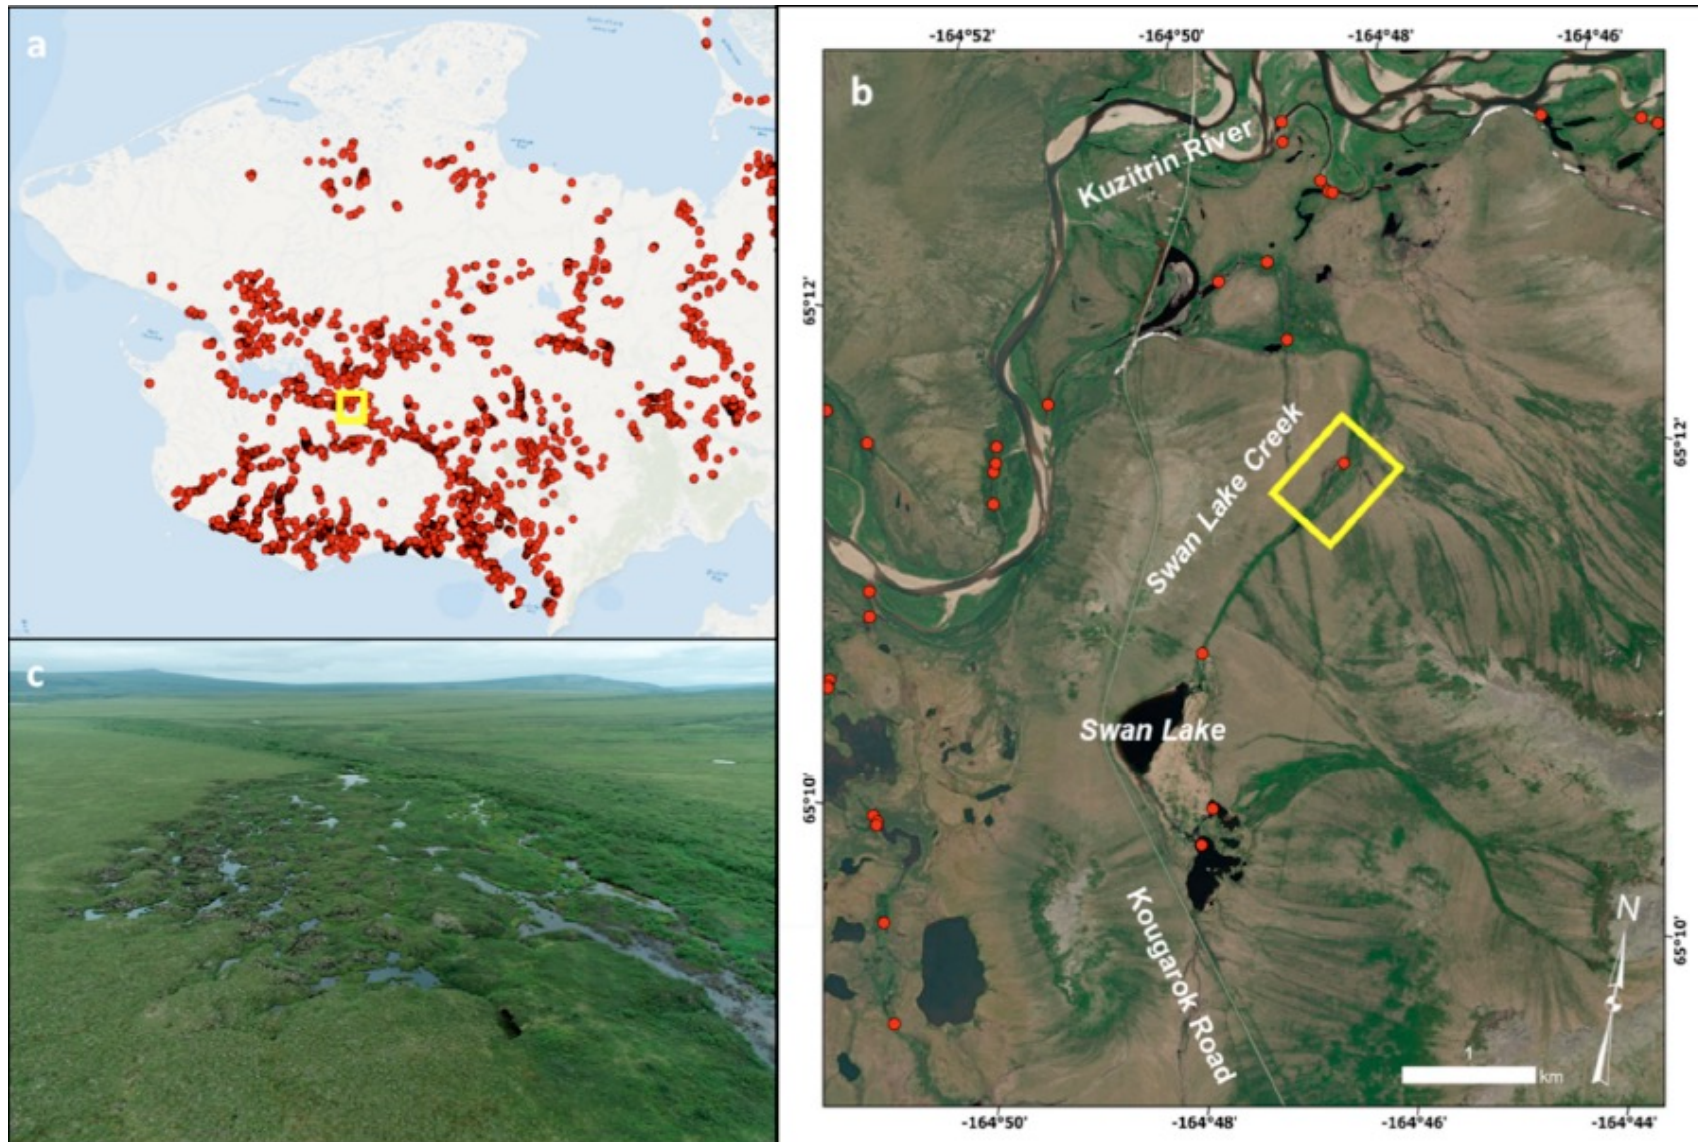 a
b
c
-164°52'
-164°50'
-164°48'
-164°46'
Kuzitrin River
65°12'
65°12'
Swan Lake Creek
Swan Lake
65°10'
65°10'
Kougarok Road
N
1
km
-164°50'
-164°48'
-164°46'
-164°44'